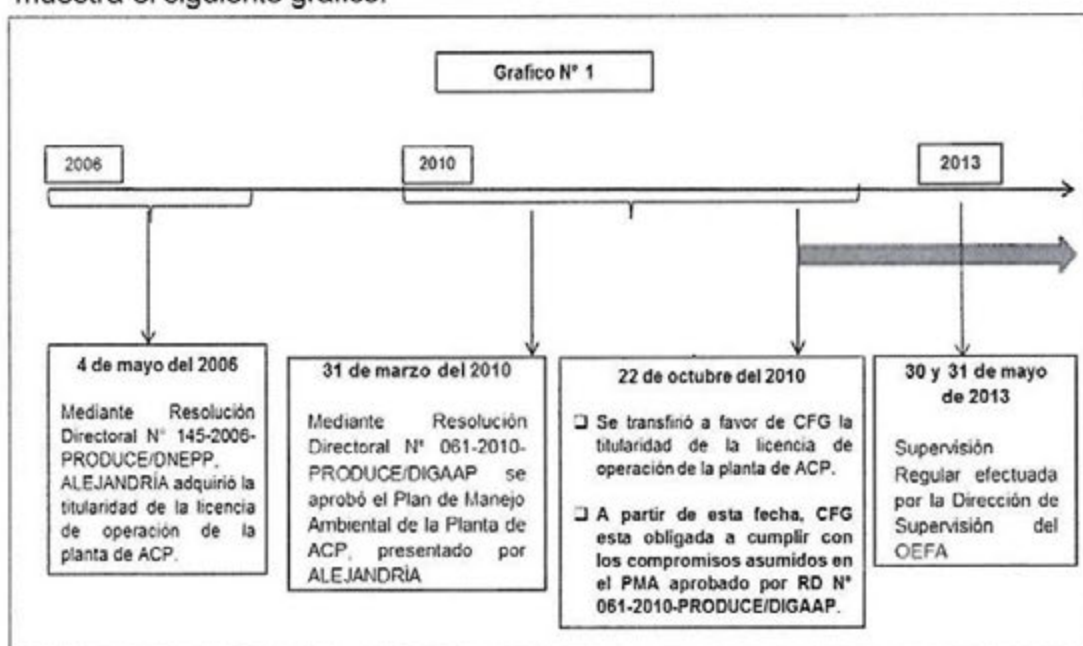 muestra el siguiente gráfico:
Grafico N° 1
2006
2010
2013
4 de mayo del 2006
Mediante Resolución
Directoral N° 145-2006-
PRODUCE/DNEPP,
ALEJANDRÍA adquirió la
titularidad de la licencia
de operación de la
planta de ACP.
31 de marzo del 2010
Mediante Resolución
Directoral N° 061-2010-
PRODUCE/DIGAAP se
aprobó el Plan de Manejo
Ambiental de la Planta de
ACP, presentado por
ALEJANDRÍA
22 de octubre del 2010
❑ Se transfirió a favor de CFG la
titularidad de la licencia de
operación de la planta de ACP.
❑ A partir de esta fecha, CFG
esta obligada a cumplir con
los compromisos asumidos en
el PMA aprobado por RD N°
061-2010-PRODUCE/DIGAAP.
30 y 31 de mayo
de 2013
Supervisión
Regular efectuada
por la Dirección de
Supervisión del
OEFA